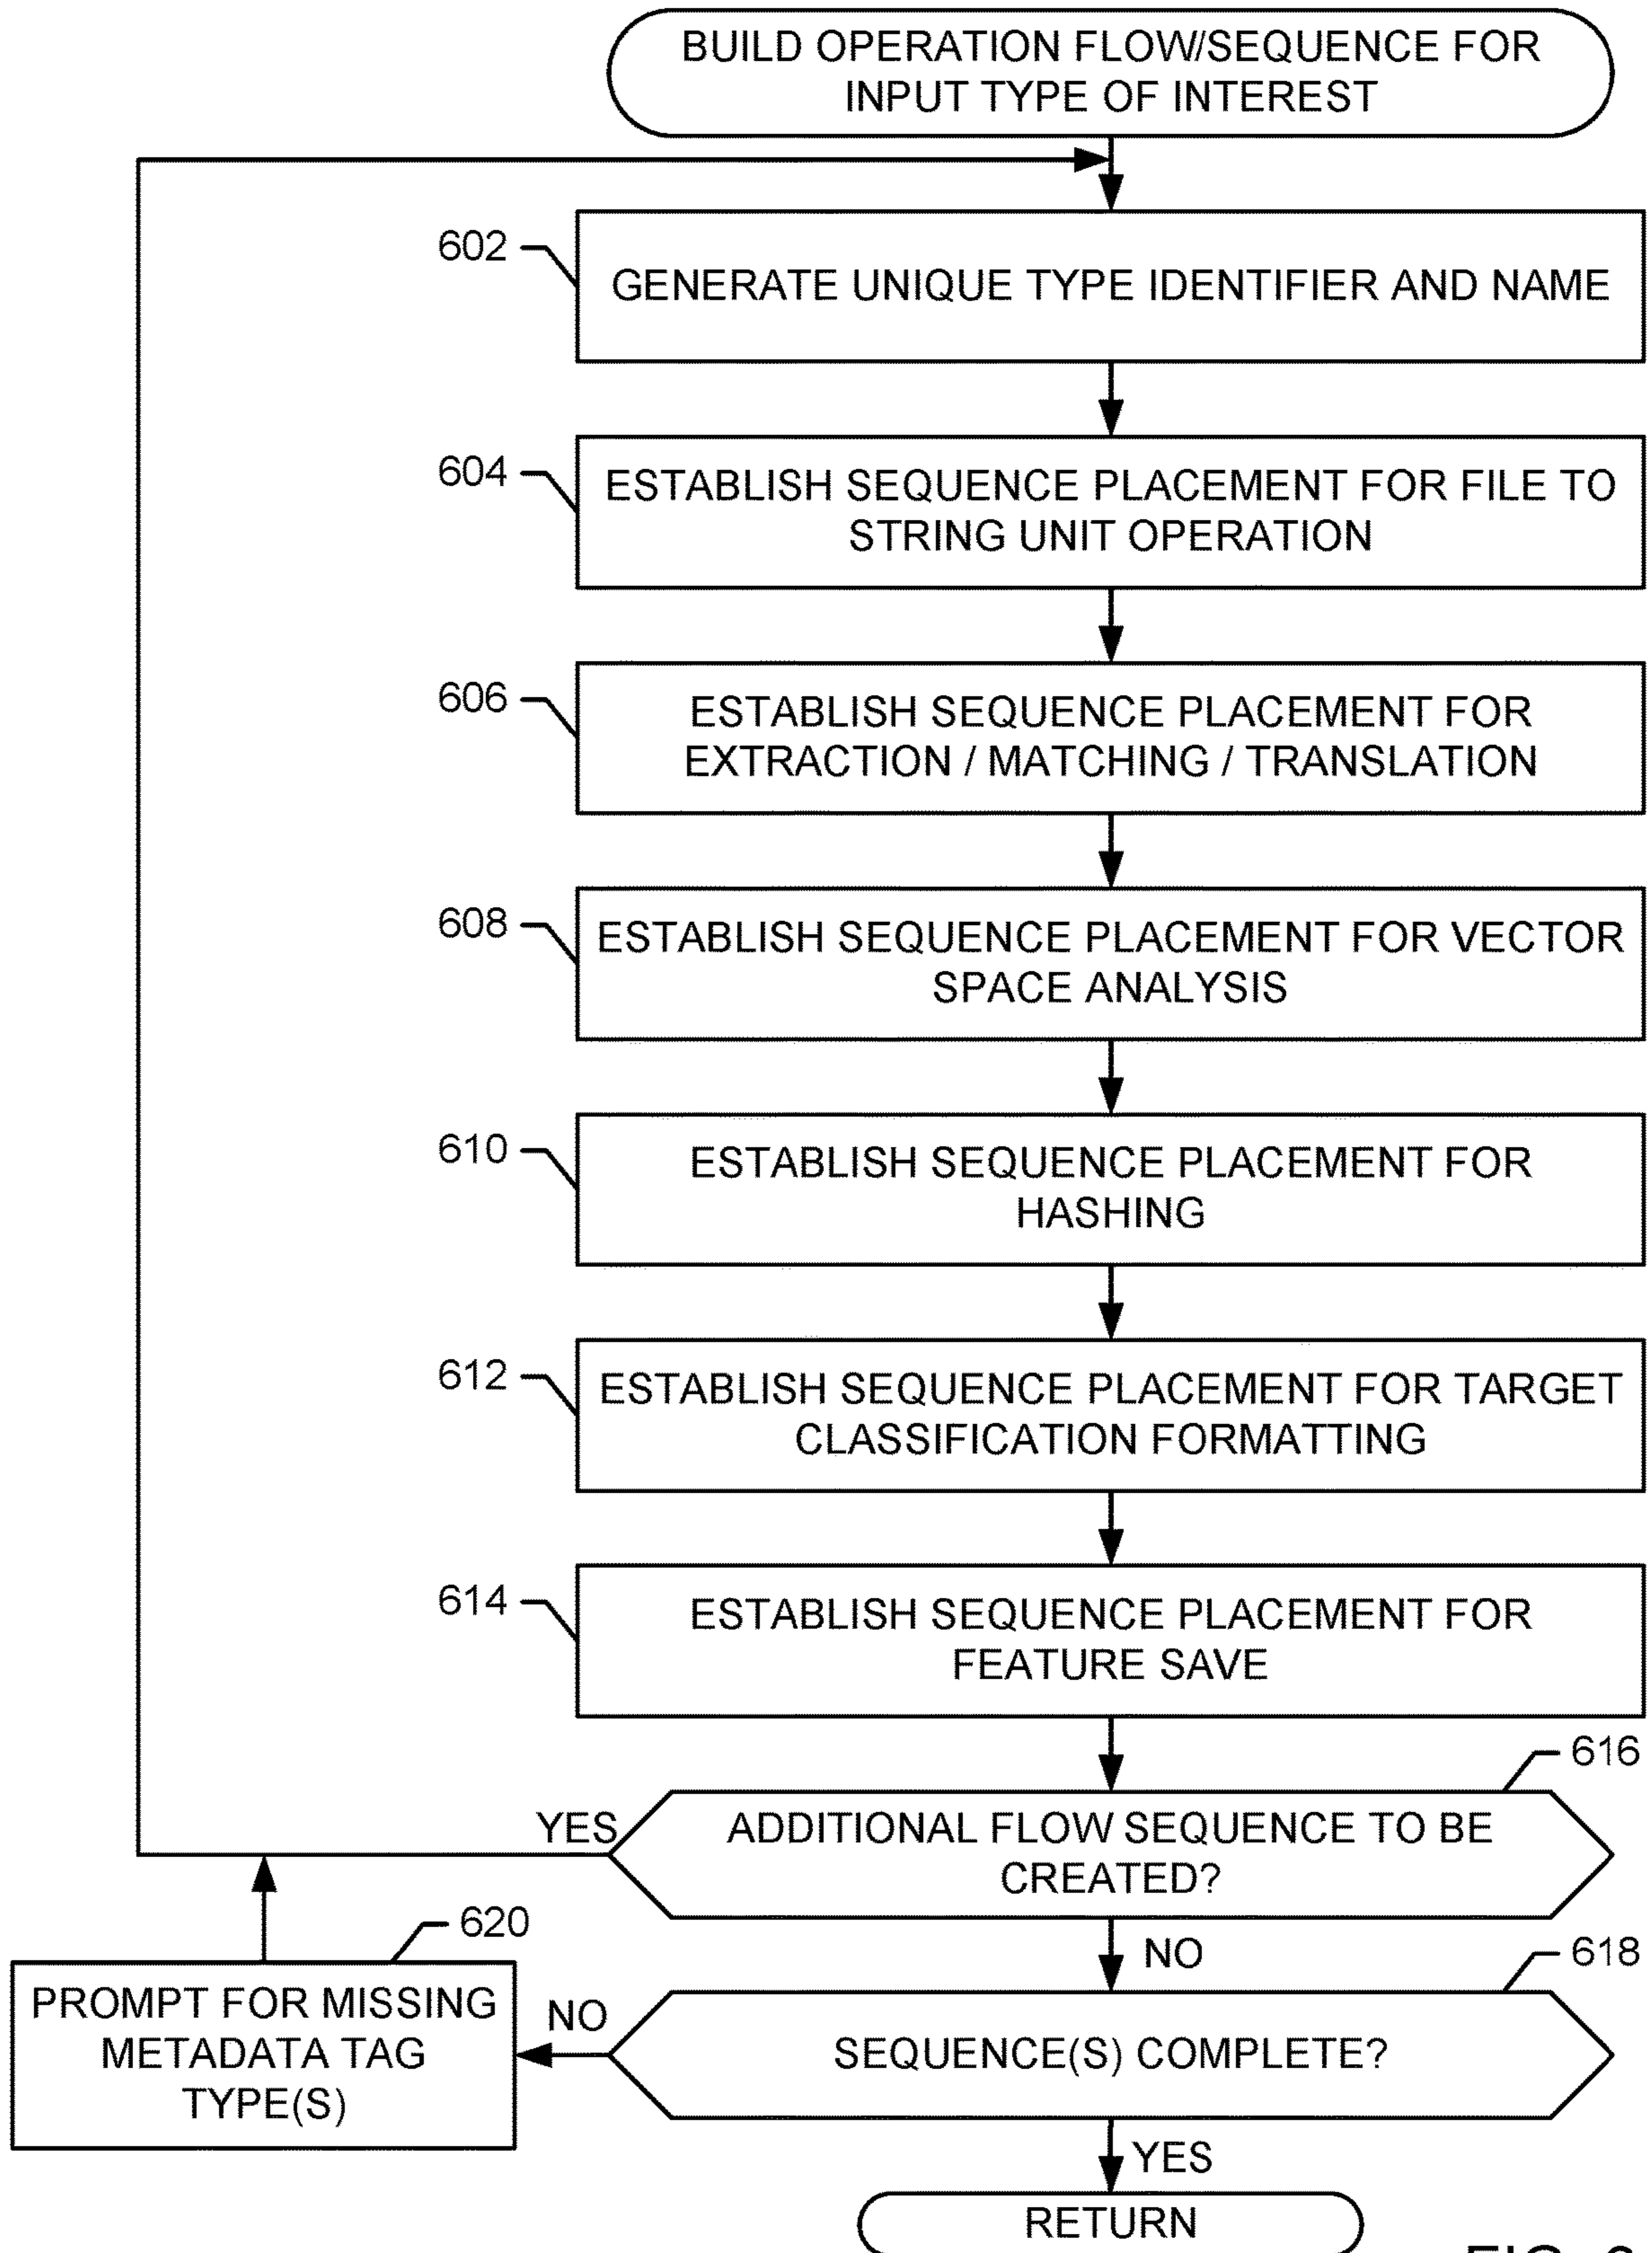 BUILD OPERATION FLOW/SEQUENCE FOR
INPUT TYPE OF INTEREST
602
GENERATE UNIQUE TYPE IDENTIFIER AND NAME
604
ESTABLISH SEQUENCE PLACEMENT FOR FILE TO
STRING UNIT OPERATION
606
ESTABLISH SEQUENCE PLACEMENT FOR
EXTRACTION / MATCHING / TRANSLATION
608
ESTABLISH SEQUENCE PLACEMENT FOR VECTOR
SPACE ANALYSIS
610
ESTABLISH SEQUENCE PLACEMENT FOR
HASHING
612
ESTABLISH SEQUENCE PLACEMENT FOR TARGET
CLASSIFICATION FORMATTING
614
ESTABLISH SEQUENCE PLACEMENT FOR
FEATURE SAVE
616
YES
ADDITIONAL FLOW SEQUENCE TO BE
CREATED?
620
NO
618
PROMPT FOR MISSING
METADATA TAG
TYPE(S)
NO
SEQUENCE(S) COMPLETE?
YES
RETURN